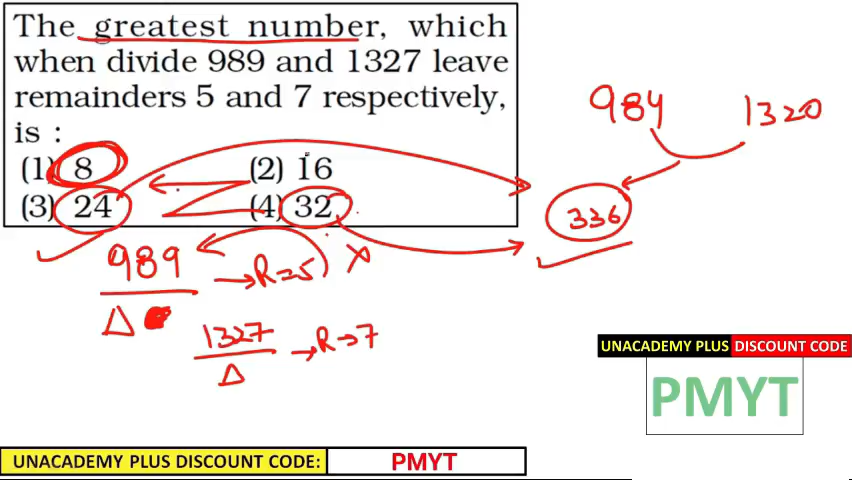 The greatest number, which
when divide 989 and 1327 leave
remainders 5 and 7 respectively,
is :
(1) 8 (2) 16
(3) 24 (4) 32
984 1320
336
989 → R=5
Δ
1327 → R→7
Δ
UNACADEMY PLUS DISCOUNT CODE
PMYT
UNACADEMY PLUS DISCOUNT CODE: PMYT